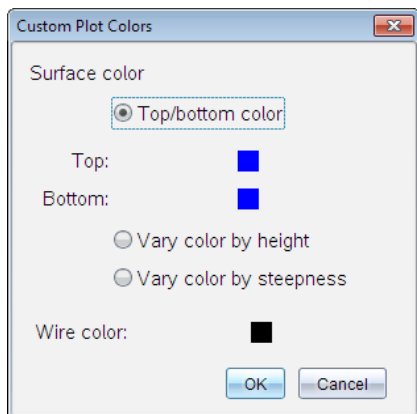 Custom Plot Colors
Surface color
Top/bottom color
Top:
Bottom:
Vary color by height
Vary color by steepness
Wire color:
OK Cancel